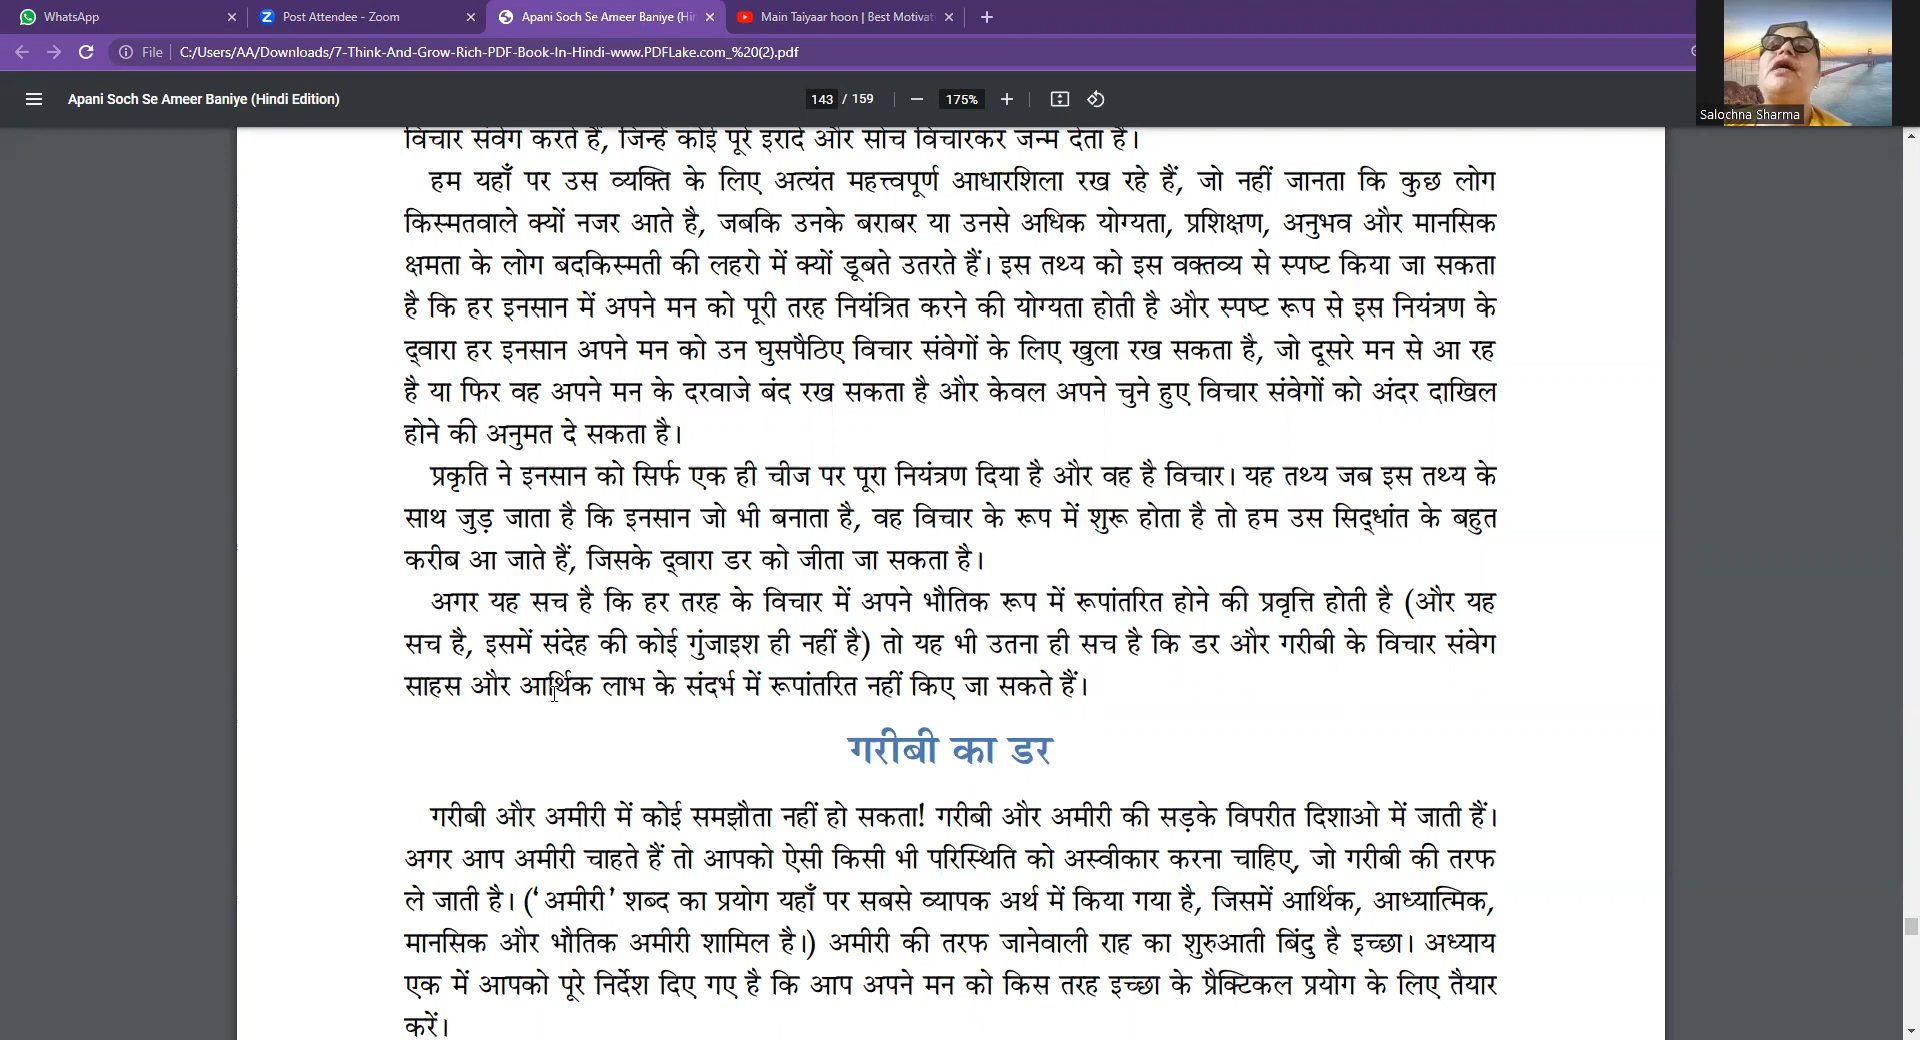 WhatsApp
Post Attendee - Zoom
Apani Soch Se Ameer Baniye (Hin
Main Taiyaar hoon | Best Motivat
File C:/Users/AA/Downloads/7-Think-And-Grow-Rich-PDF-Book-In-Hindi-www.PDFLake.com_%20(2).pdf
Apani Soch Se Ameer Baniye (Hindi Edition)
143 / 159
175%
Salochna Sharma
विचार संवेग करते हैं, जिन्हें कोई पूरे इरादे और सोच विचारकर जन्म देता है।
हम यहाँ पर उस व्यक्ति के लिए अत्यंत महत्त्वपूर्ण आधारशिला रख रहे हैं, जो नहीं जानता कि कुछ लोग
किस्मतवाले क्यों नजर आते है, जबकि उनके बराबर या उनसे अधिक योग्यता, प्रशिक्षण, अनुभव और मानसिक
क्षमता के लोग बदकिस्मती की लहरो में क्यों डूबते उतरते हैं। इस तथ्य को इस वक्तव्य से स्पष्ट किया जा सकता
है कि हर इनसान में अपने मन को पूरी तरह नियंत्रित करने की योग्यता होती है और स्पष्ट रूप से इस नियंत्रण के
द्वारा हर इनसान अपने मन को उन घुसपैठिए विचार संवेगों के लिए खुला रख सकता है, जो दूसरे मन से आ रह
है या फिर वह अपने मन के दरवाजे बंद रख सकता है और केवल अपने चुने हुए विचार संवेगों को अंदर दाखिल
होने की अनुमत दे सकता है।
प्रकृति ने इनसान को सिर्फ एक ही चीज पर पूरा नियंत्रण दिया है और वह है विचार। यह तथ्य जब इस तथ्य के
साथ जुड़ जाता है कि इनसान जो भी बनाता है, वह विचार के रूप में शुरू होता है तो हम उस सिद्धांत के बहुत
करीब आ जाते हैं, जिसके द्वारा डर को जीता जा सकता है।
अगर यह सच है कि हर तरह के विचार में अपने भौतिक रूप में रूपांतरित होने की प्रवृत्ति होती है (और यह
सच है, इसमें संदेह की कोई गुंजाइश ही नहीं है) तो यह भी उतना ही सच है कि डर और गरीबी के विचार संवेग
साहस और आर्थिक लाभ के संदर्भ में रूपांतरित नहीं किए जा सकते हैं।
गरीबी का डर
गरीबी और अमीरी में कोई समझौता नहीं हो सकता! गरीबी और अमीरी की सड़के विपरीत दिशाओ में जाती हैं।
अगर आप अमीरी चाहते हैं तो आपको ऐसी किसी भी परिस्थिति को अस्वीकार करना चाहिए, जो गरीबी की तरफ
ले जाती है। (‘अमीरी’ शब्द का प्रयोग यहाँ पर सबसे व्यापक अर्थ में किया गया है, जिसमें आर्थिक, आध्यात्मिक,
मानसिक और भौतिक अमीरी शामिल है।) अमीरी की तरफ जानेवाली राह का शुरुआती बिंदु है इच्छा। अध्याय
एक में आपको पूरे निर्देश दिए गए है कि आप अपने मन को किस तरह इच्छा के प्रैक्टिकल प्रयोग के लिए तैयार
करें।